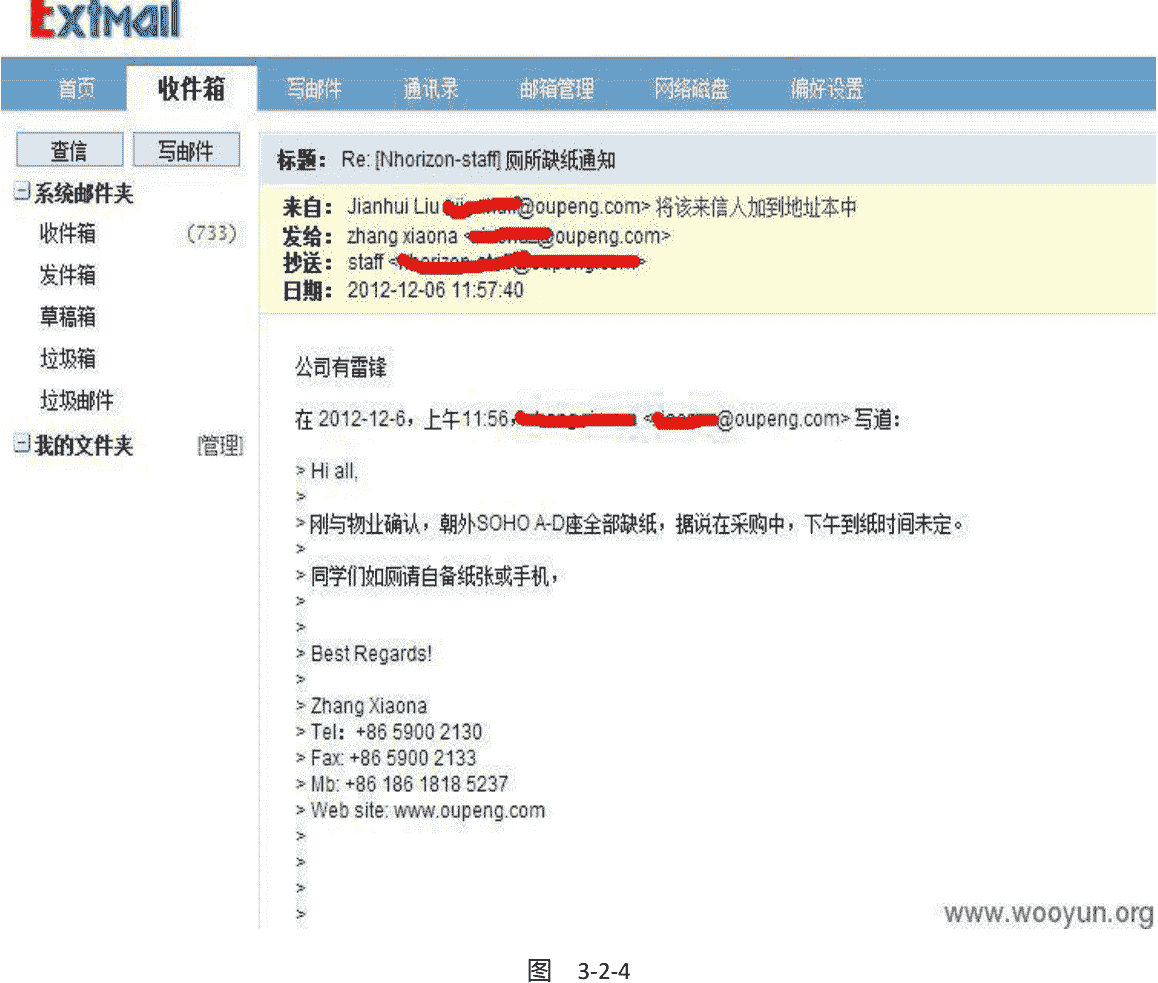 ExtMail
首页 收件箱 写邮件 通讯录 邮箱管理 网络磁盘 偏好设置
查信 写邮件
系统邮件夹
收件箱 (733)
发件箱
草稿箱
垃圾箱
垃圾邮件
我的文件夹 [管理]
标题： Re: [Nhorizon-staff] 厕所缺纸通知
来自： Jianhui Liu @oupeng.com> 将该来信人加到地址本中
发给： zhang xiaona < @oupeng.com>
抄送： staff <
日期： 2012-12-06 11:57:40
公司有雷锋
在 2012-12-6，上午11:56, < @oupeng.com> 写道：
> Hi all,
>
> 刚与物业确认，朝外SOHO A-D座全部缺纸，据说在采购中，下午到纸时间未定。
>
> 同学们如厕请自备纸张或手机，
>
>
> Best Regards!
>
> Zhang Xiaona
> Tel： +86 5900 2130
> Fax: +86 5900 2133
> Mb: +86 186 1818 5237
> Web site: www.oupeng.com
>
>
>
>
www.wooyun.org
图 3-2-4